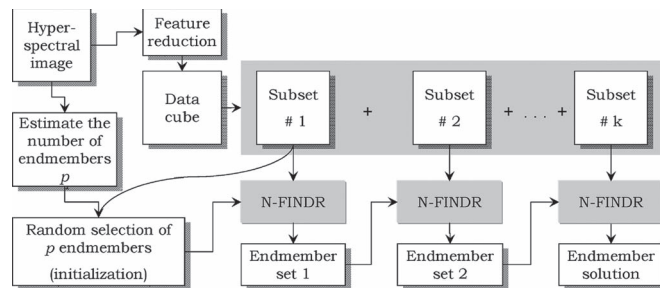 Hyper-
spectral
image
Feature
reduction
Data
cube
Subset
# 1
+
Subset
# 2
+ . . . +
Subset
# k
Estimate the
number of
endmembers
p
Random selection of
p endmembers
(initialization)
N-FINDR
N-FINDR
N-FINDR
Endmember
set 1
Endmember
set 2
Endmember
solution